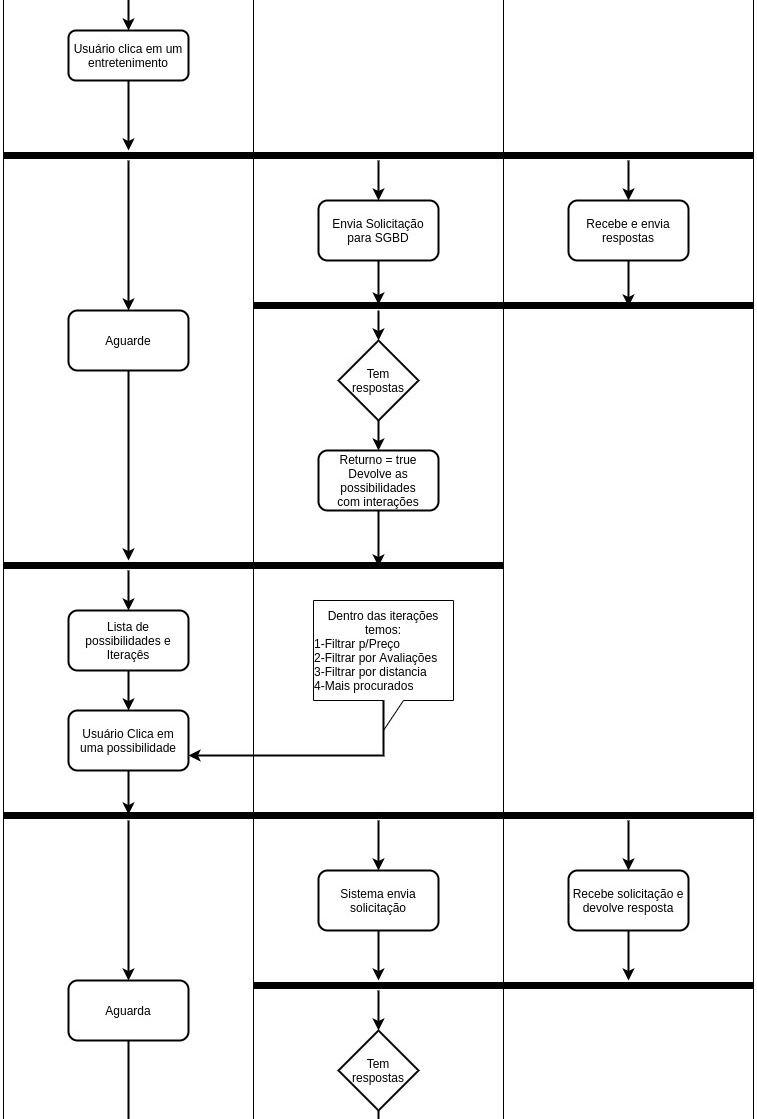 Usuário clica em um
entretenimento
Envia Solicitação
para SGBD
Recebe e envia
respostas
Aguarde
Tem
respostas
Returno = true
Devolve as
possibilidades
com interações
Lista de
possibilidades e
Iteraçês
Dentro das iterações
temos:
1-Filtrar p/Preço
2-Filtrar por Avaliações
3-Filtrar por distancia
4-Mais procurados
Usuário Clica em
uma possibilidade
Sistema envia
solicitação
Recebe solicitação e
devolve resposta
Aguarda
Tem
respostas